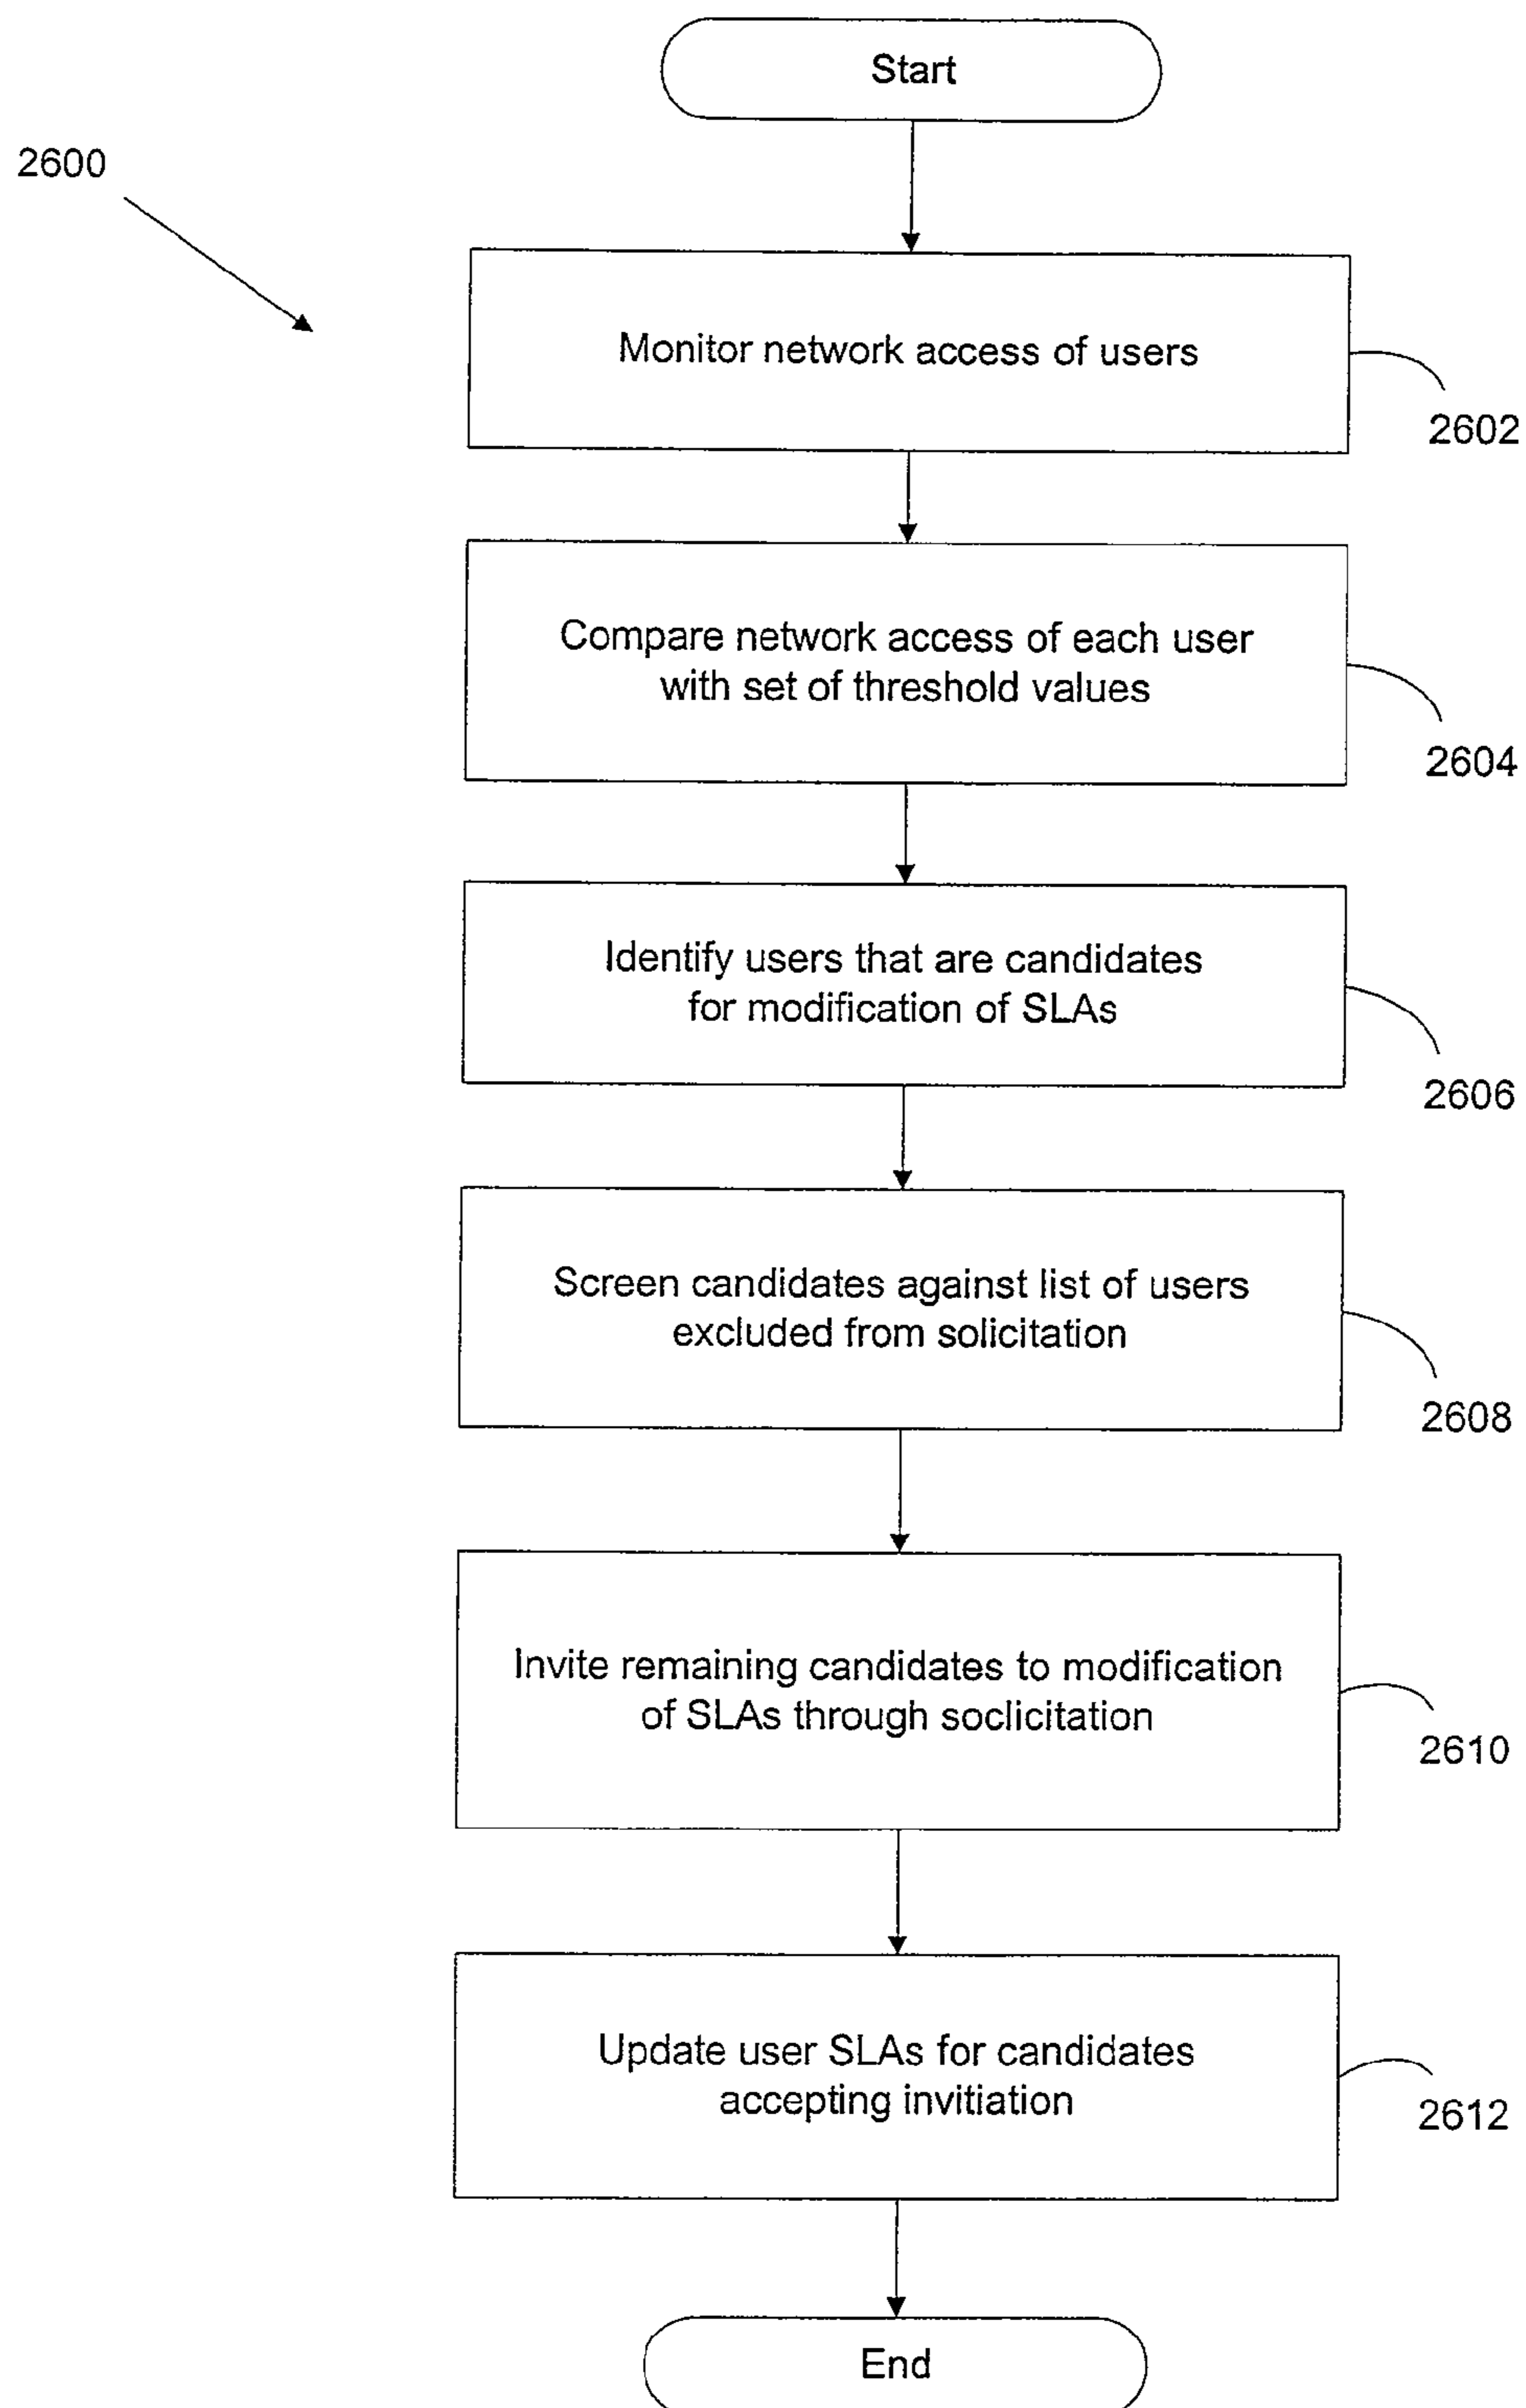 Start
2600
Monitor network access of users
2602
Compare network access of each user
with set of threshold values
2604
Identify users that are candidates
for modification of SLAs
2606
Screen candidates against list of users
excluded from solicitation
2608
Invite remaining candidates to modification
of SLAs through soclicitation
2610
Update user SLAs for candidates
accepting invitiation
2612
End